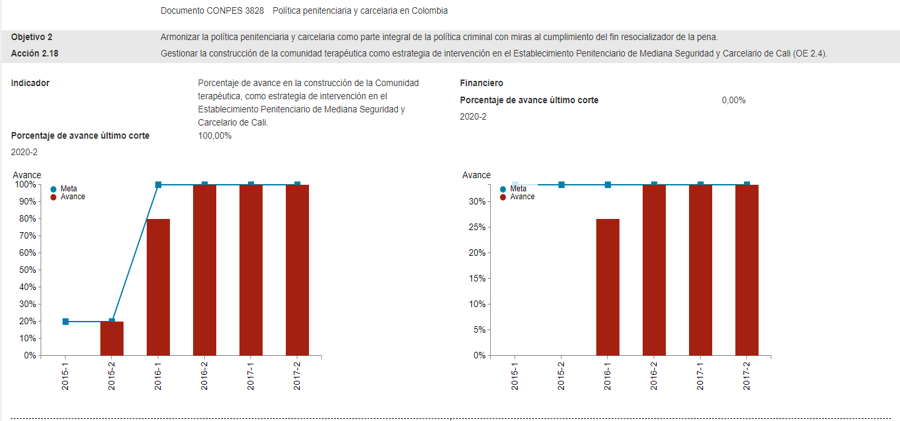 Documento CONPES 3828 Política penitenciaria y carcelaria en Colombia
Objetivo 2 Armonizar la política penitenciaria y carcelaria como parte integral de la política criminal con miras al cumplimiento del fin resocializador de la pena.
Acción 2.18 Gestionar la construcción de la comunidad terapéutica como estrategia de intervención en el Establecimiento Penitenciario de Mediana Seguridad y Carcelario de Cali (OE 2.4).
Indicador
Porcentaje de avance en la construcción de la Comunidad
terapéutica, como estrategia de intervención en el
Establecimiento Penitenciario de Mediana Seguridad y
Carcelario de Cali.
Porcentaje de avance último corte 100,00%
2020-2
Financiero
Porcentaje de avance último corte 0,00%
2020-2
Avance
Meta
Avance
100%
90%
80%
70%
60%
50%
40%
30%
20%
10%
0%
2015-1
2015-2
2016-1
2016-2
2017-1
2017-2
Avance
Meta
Avance
30%
25%
20%
15%
10%
5%
0%
2015-1
2015-2
2016-1
2016-2
2017-1
2017-2